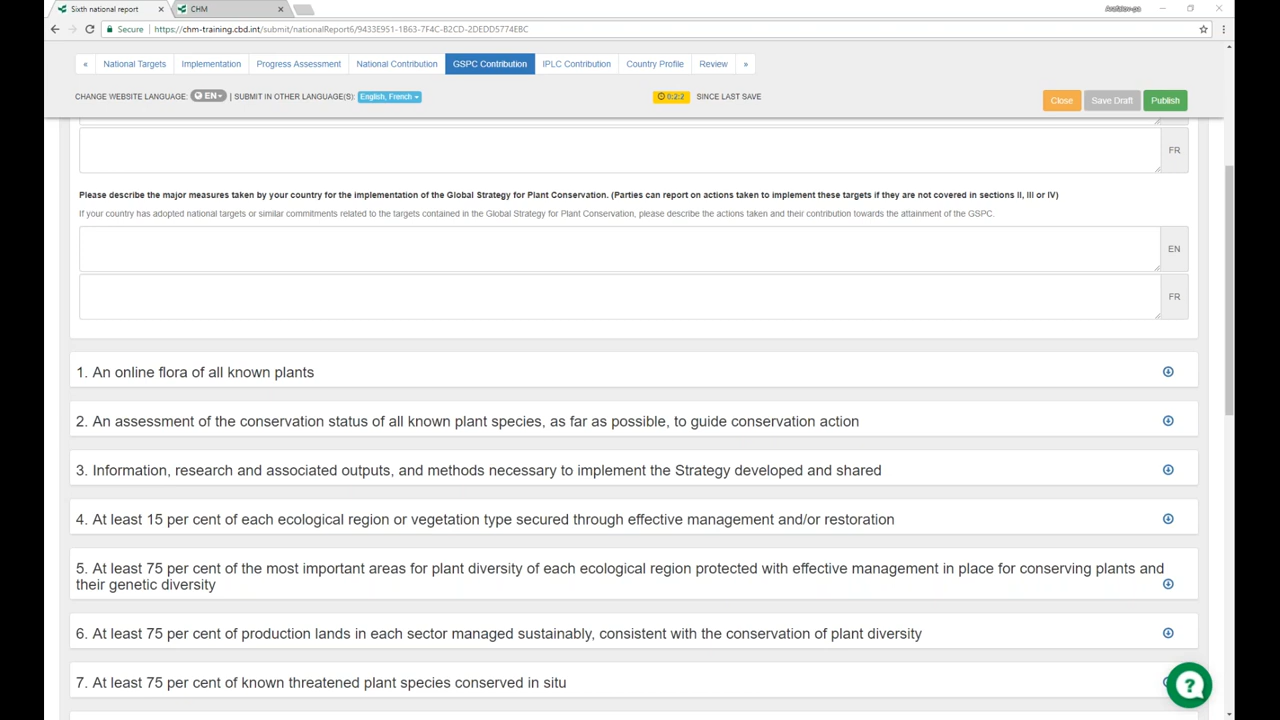 Sixth national report
CHM
Secure https://chm-training.cbd.int/submit/nationalReport6/9433E951-1B63-7F4C-B2CD-2DEDD5774EBC
« National Targets Implementation Progress Assessment National Contribution GSPC Contribution IPLC Contribution Country Profile Review »
CHANGE WEBSITE LANGUAGE: EN | SUBMIT IN OTHER LANGUAGE(S): English, French 0:2:2 SINCE LAST SAVE Close Save Draft Publish
FR
Please describe the major measures taken by your country for the implementation of the Global Strategy for Plant Conservation. (Parties can report on actions taken to implement these targets if they are not covered in sections II, III or IV)
If your country has adopted national targets or similar commitments related to the targets contained in the Global Strategy for Plant Conservation, please describe the actions taken and their contribution towards the attainment of the GSPC.
EN
FR
1. An online flora of all known plants
2. An assessment of the conservation status of all known plant species, as far as possible, to guide conservation action
3. Information, research and associated outputs, and methods necessary to implement the Strategy developed and shared
4. At least 15 per cent of each ecological region or vegetation type secured through effective management and/or restoration
5. At least 75 per cent of the most important areas for plant diversity of each ecological region protected with effective management in place for conserving plants and
their genetic diversity
6. At least 75 per cent of production lands in each sector managed sustainably, consistent with the conservation of plant diversity
7. At least 75 per cent of known threatened plant species conserved in situ
?